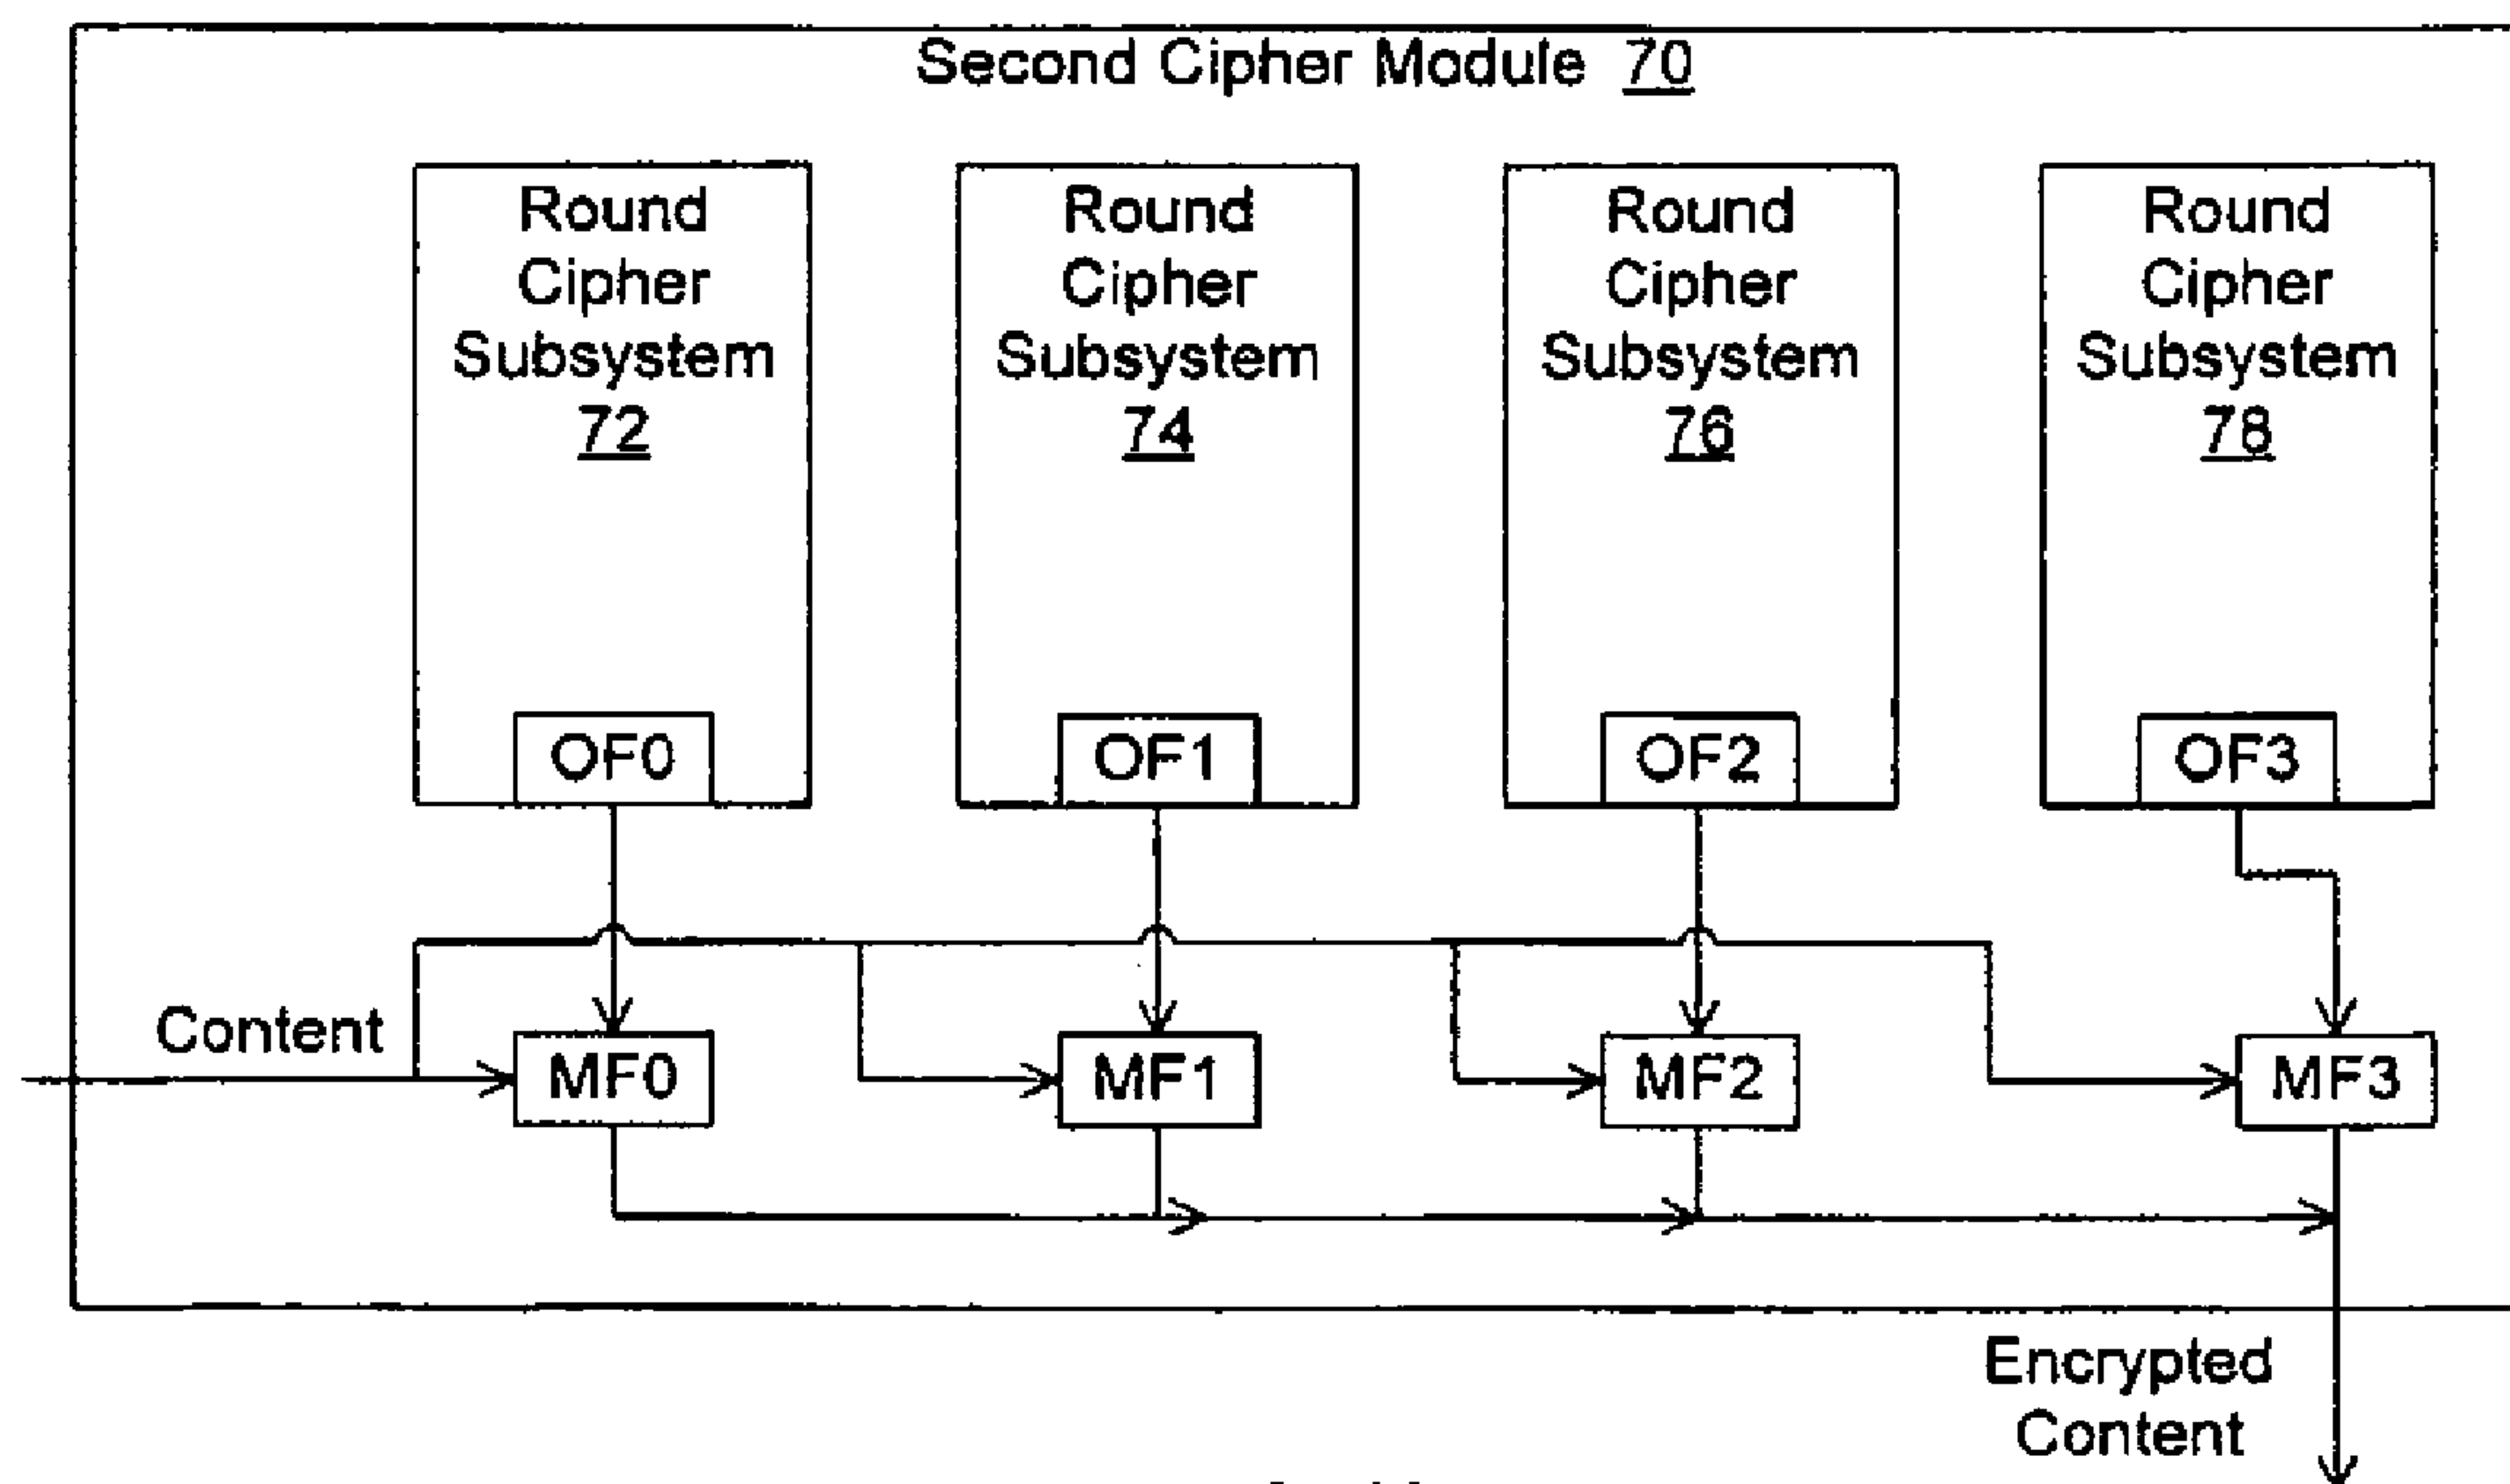 Second Cipher Module 70
Round
Cipher
Subsystem
72
Round
Cipher
Subsystem
74
Round
Cipher
Subsystem
76
Round
Cipher
Subsystem
78
OF0
OF1
OF2
OF3
Content
MF0
MF1
MF2
MF3
Encrypted
Content